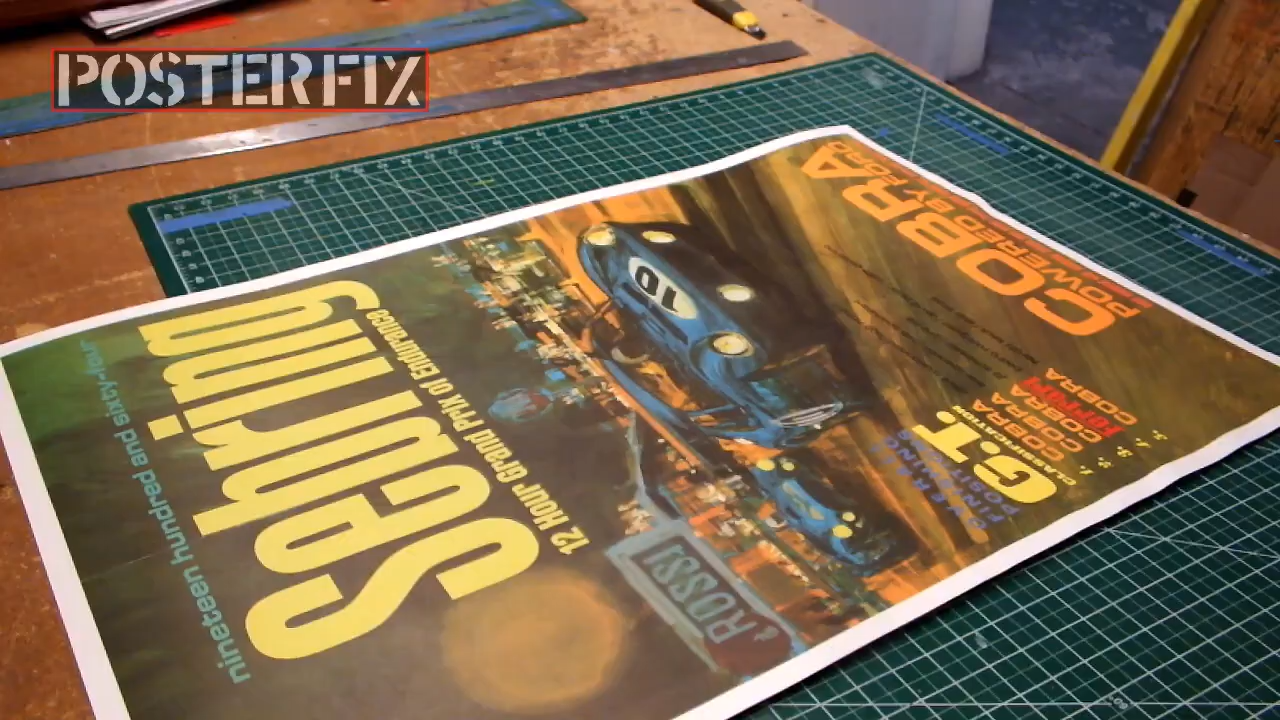 POSTERFIX
nineteen hundred and sixty-four
Sebring
12 Hour Grand Prix of Endurance
10
& ROSSI
OVERALL
FINISHING
POSITIONS
G.T.
CLASSIFICATION
COBRA
COBRA
Ferrari
COBRA
COBRA
POWERED BY FORD